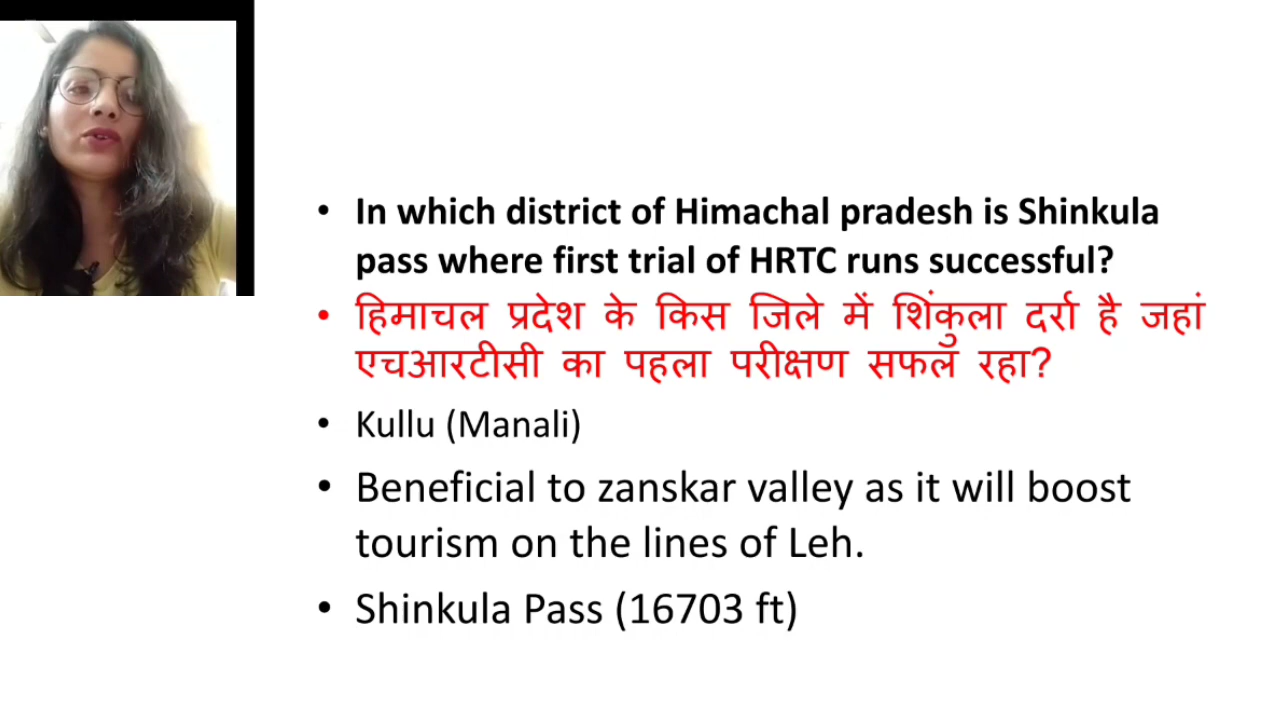 • In which district of Himachal pradesh is Shinkula
pass where first trial of HRTC runs successful?
• हिमाचल प्रदेश के किस जिले में शिंकुला दर्रा है जहां
एचआरटीसी का पहला परीक्षण सफल रहा?
• Kullu (Manali)
• Beneficial to zanskar valley as it will boost
tourism on the lines of Leh.
• Shinkula Pass (16703 ft)